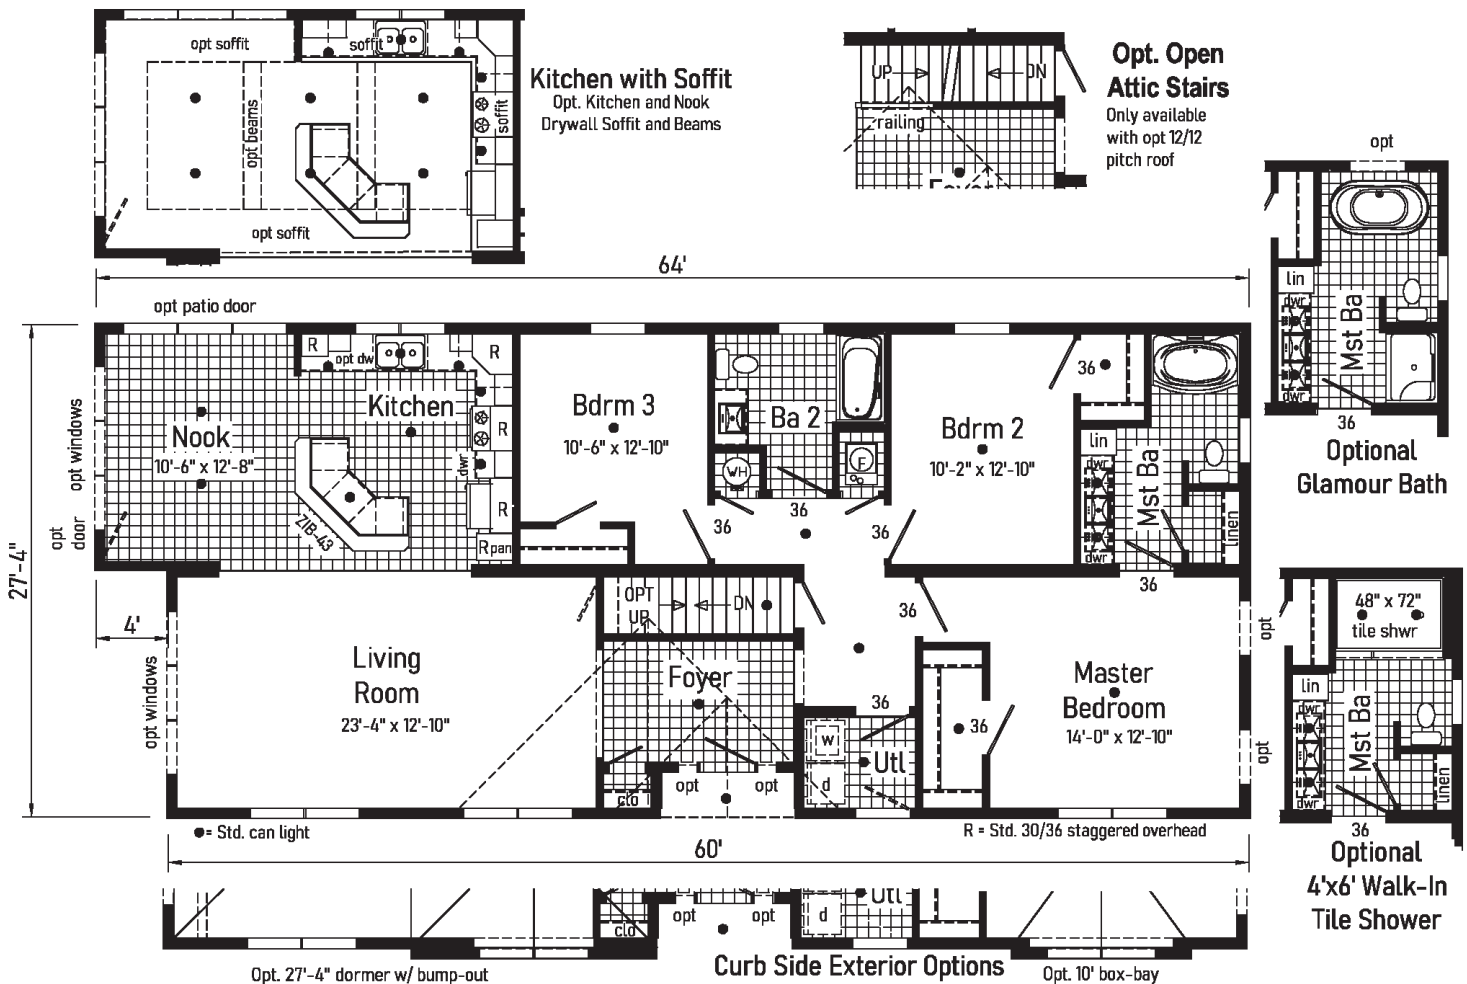 opt soffit
soffit
opt beams
soffit
opt soffit
Kitchen with Soffit
Opt. Kitchen and Nook
Drywall Soffit and Beams
UP
DN
railing
Foyer
Opt. Open
Attic Stairs
Only available
with opt 12/12
pitch roof
opt
lin
dwr
Mst Ba
dwr
36
Optional
Glamour Bath
64'
opt patio door
27'-4"
4'
opt windows
opt
door
opt windows
R
opt dw
R
Kitchen
Nook
10'-6" x 12'-8"
R
dwr
R
ZIB-43
R pan
Bdrm 3
10'-6" x 12'-10"
Ba 2
WH
F
36
36
36
Bdrm 2
10'-2" x 12'-10"
36
lin
dwr
Mst Ba
dwr
linen
36
Living
Room
23'-4" x 12'-10"
OPT
UP
DN
Foyer
clo
opt
opt
36
36
w
d
Utl
36
Master
Bedroom
14'-0" x 12'-10"
opt
opt
48" x 72"
tile shwr
lin
dwr
Mst Ba
dwr
linen
36
Optional
4'x6' Walk-In
Tile Shower
= Std. can light
R = Std. 30/36 staggered overhead
60'
clo
opt
opt
d
Utl
Opt. 27'-4" dormer w/ bump-out
Curb Side Exterior Options
Opt. 10' box-bay